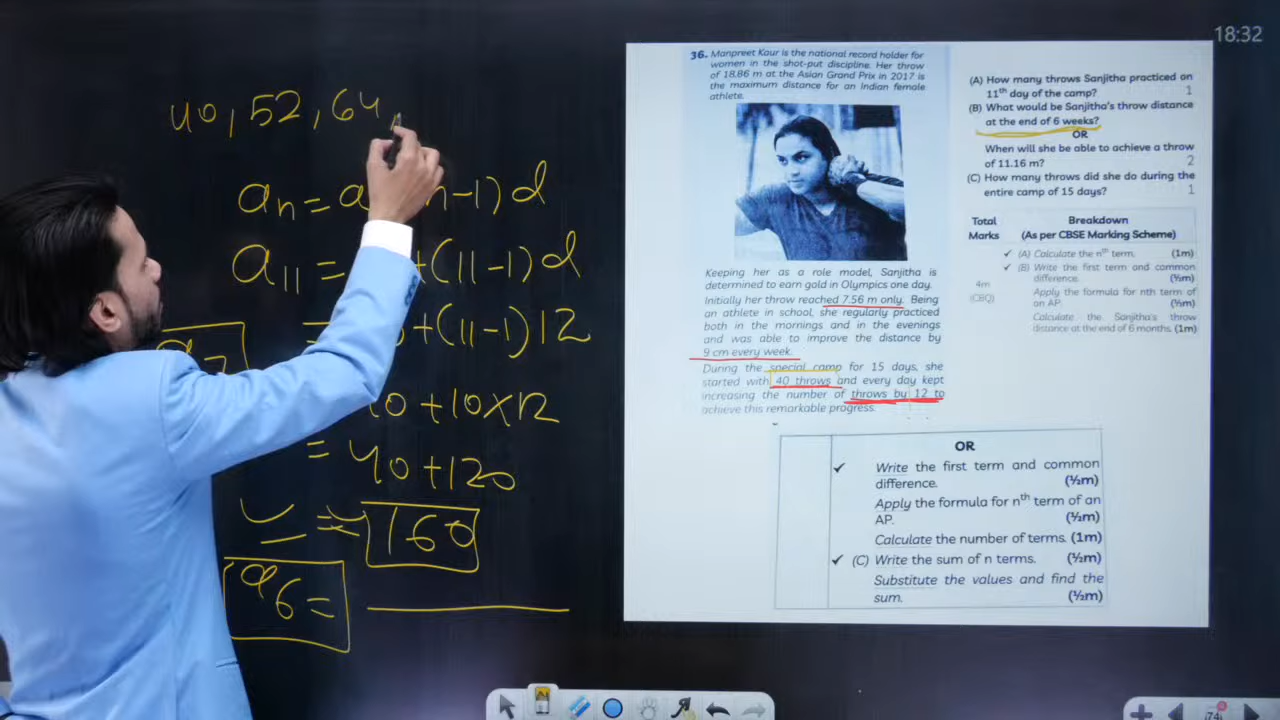 18:32
40, 52, 64,
an = a n-1) d
a11 = +(11-1)d
= +(11-1)12
40 +10×12
= 40+120
= 160
a6 =
36. Manpreet Kaur is the national record holder for
women in the shot-put discipline. Her throw
of 18.86 m at the Asian Grand Prix in 2017 is
the maximum distance for an Indian female
athlete.
Keeping her as a role model, Sanjitha is
determined to earn gold in Olympics one day.
Initially her throw reached 7.56 m only. Being
an athlete in school, she regularly practiced
both in the mornings and in the evenings
and was able to improve the distance by
9 cm every week.
During the special camp for 15 days, she
started with 40 throws and every day kept
increasing the number of throws by 12 to
achieve this remarkable progress.
(A) How many throws Sanjitha practiced on
11th day of the camp? 1
(B) What would be Sanjitha's throw distance
at the end of 6 weeks?
OR
When will she be able to achieve a throw
of 11.16 m? 2
(C) How many throws did she do during the
entire camp of 15 days? 1
Total Marks Breakdown (As per CBSE Marking Scheme)
4m (CBQ)
✓ (A) Calculate the nth term. (1m)
✓ (B) Write the first term and common
difference. (½m)
Apply the formula for nth term of
an AP. (½m)
Calculate the Sanjitha's throw
distance at the end of 6 months. (1m)
OR
✓ Write the first term and common
difference. (½m)
Apply the formula for nth term of an
AP. (½m)
Calculate the number of terms. (1m)
✓ (C) Write the sum of n terms. (½m)
Substitute the values and find the
sum. (½m)